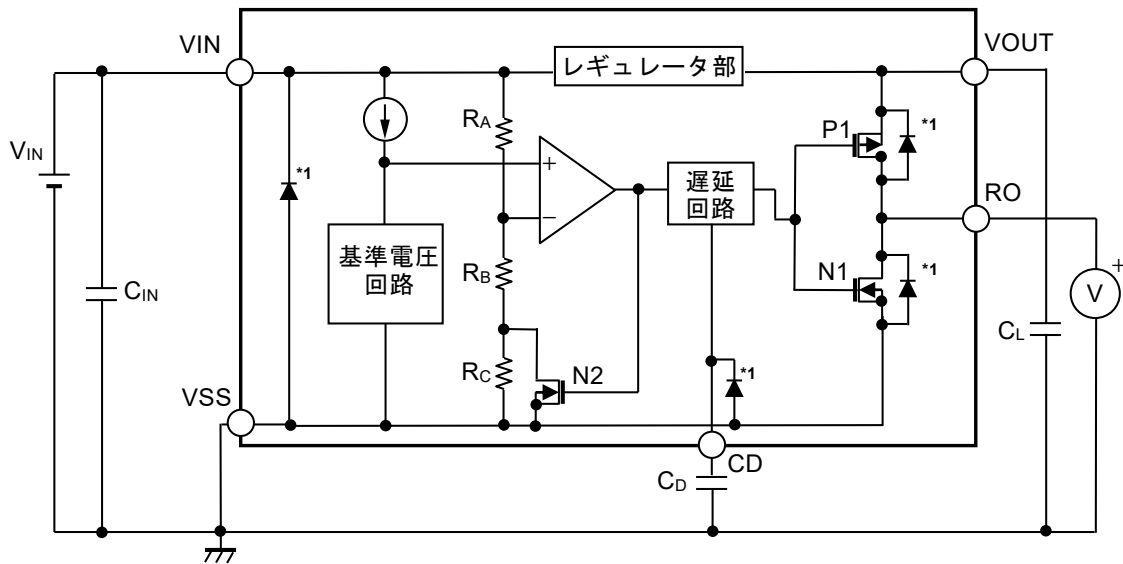 VIN
VOUT
レギュレータ部
RA
P1
*1
VIN
*1
+
遅延
回路
RO
−
基準電圧
回路
RB
N1
*1
+
V
CIN
CL
RC
N2
*1
VSS
CD
CD